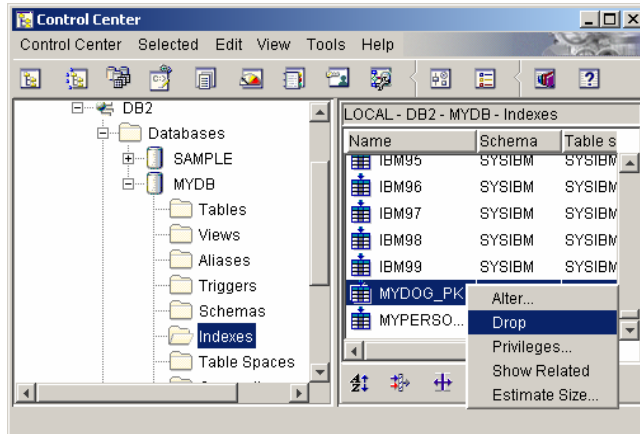 Control Center
Control Center Selected Edit View Tools Help
DB2
Databases
SAMPLE
MYDB
Tables
Views
Aliases
Triggers
Schemas
Indexes
Table Spaces
LOCAL - DB2 - MYDB - Indexes
Name Schema Table s
IBM95 SYSIBM SYSIBM
IBM96 SYSIBM SYSIBM
IBM97 SYSIBM SYSIBM
IBM98 SYSIBM SYSIBM
IBM99 SYSIBM SYSIBM
MYDOG_PK
MYPERSO...
Alter...
Drop
Privileges...
Show Related
Estimate Size...